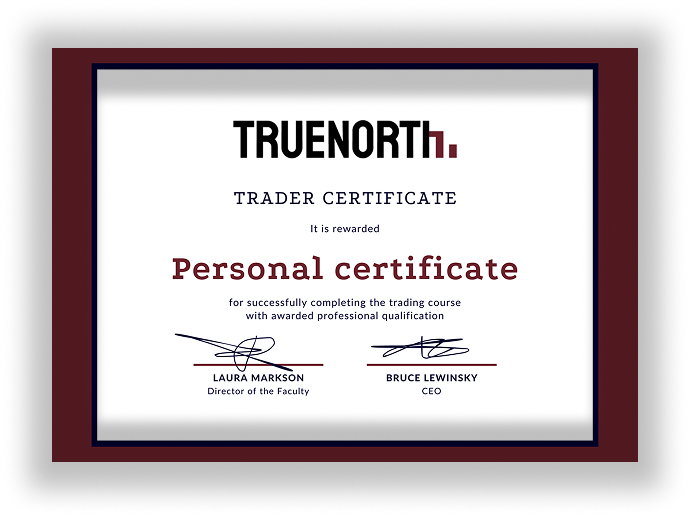 TRUENORTh.
TRADER CERTIFICATE
It is rewarded
Personal certificate
for successfully completing the trading course
with awarded professional qualification
LAURA MARKSON
Director of the Faculty
BRUCE LEWINSKY
CEO